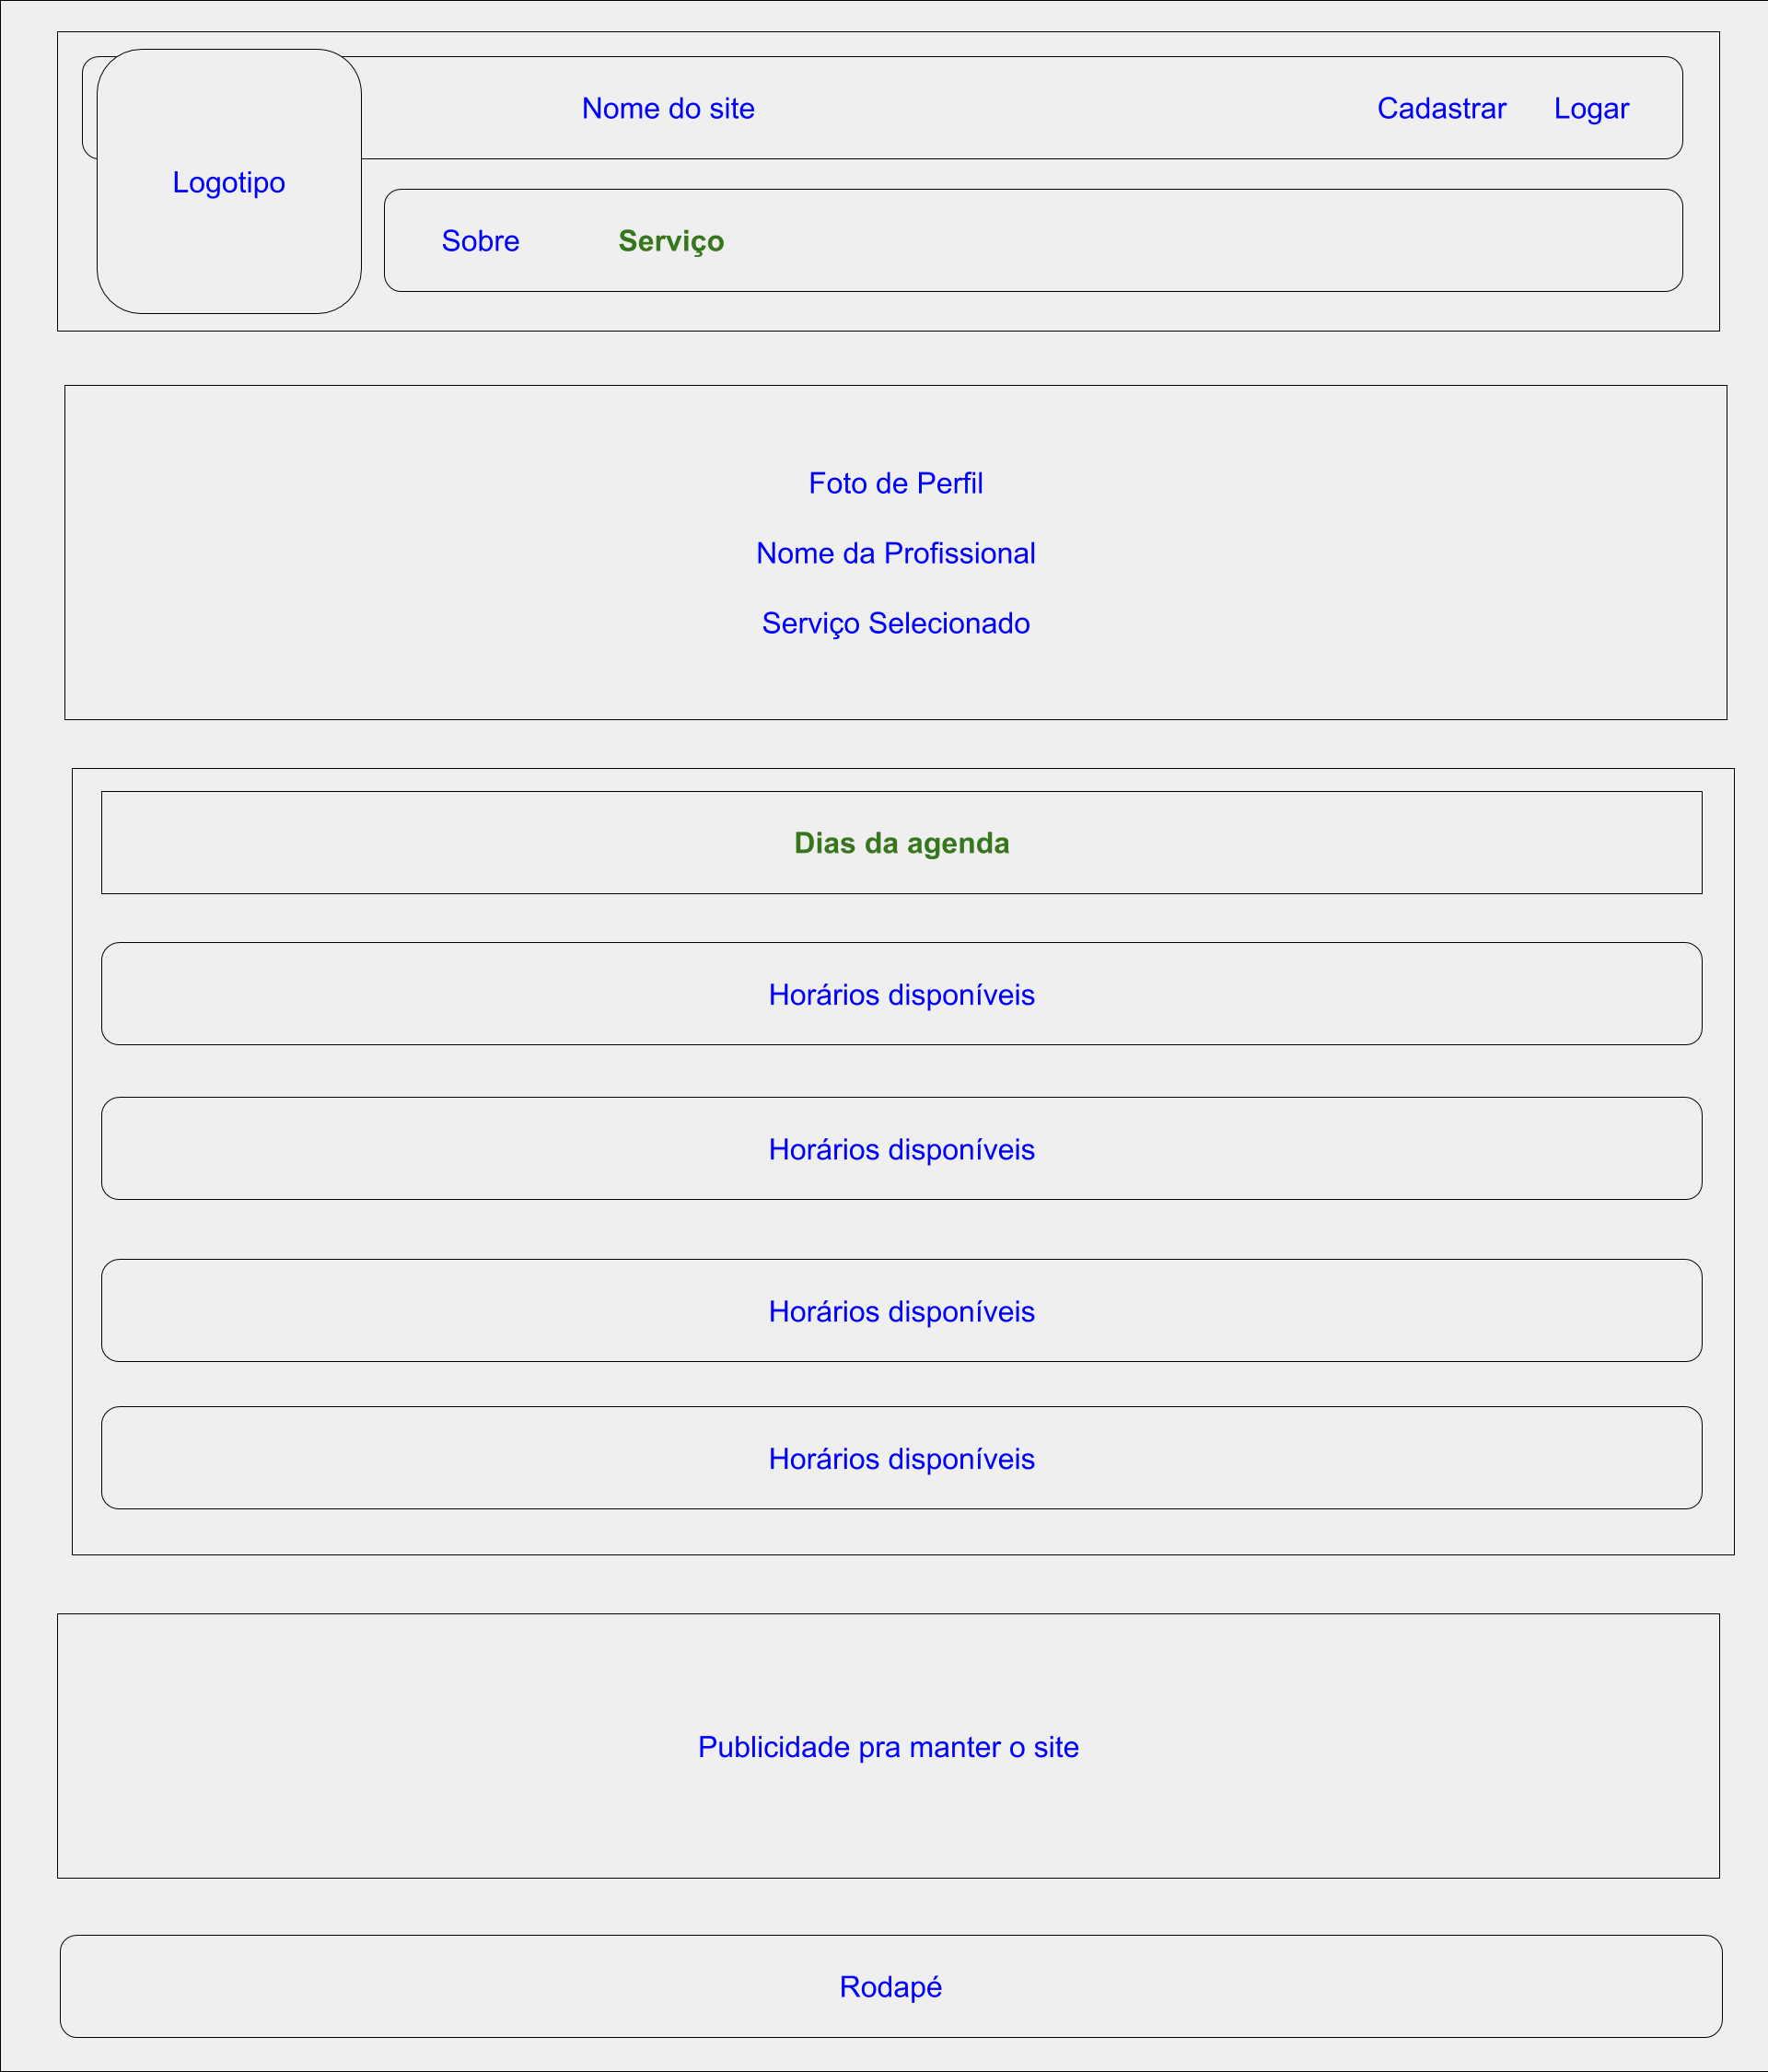 Nome do site
Cadastrar
Logar
Logotipo
Sobre
Serviço
Foto de Perfil
Nome da Profissional
Serviço Selecionado
Dias da agenda
Horários disponíveis
Horários disponíveis
Horários disponíveis
Horários disponíveis
Publicidade pra manter o site
Rodapé